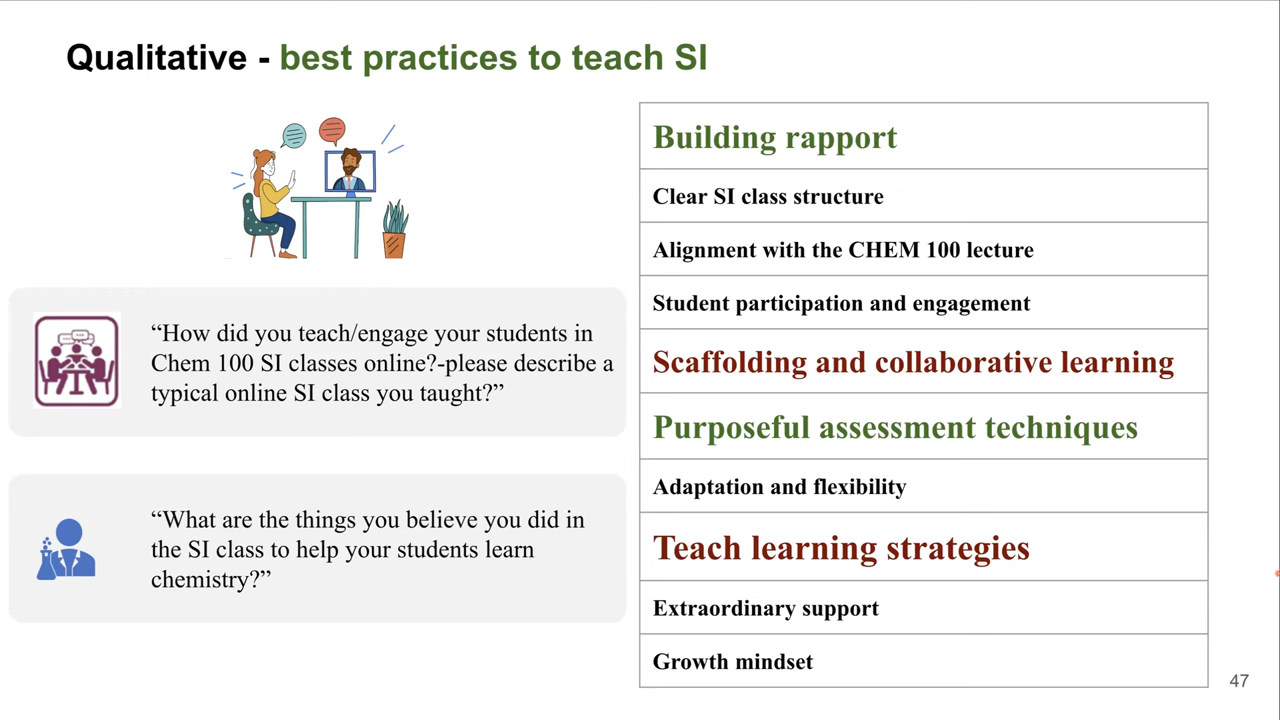 Qualitative - best practices to teach SI
“How did you teach/engage your students in
Chem 100 SI classes online?-please describe a
typical online SI class you taught?”
“What are the things you believe you did in
the SI class to help your students learn
chemistry?”
Building rapport
Clear SI class structure
Alignment with the CHEM 100 lecture
Student participation and engagement
Scaffolding and collaborative learning
Purposeful assessment techniques
Adaptation and flexibility
Teach learning strategies
Extraordinary support
Growth mindset
47